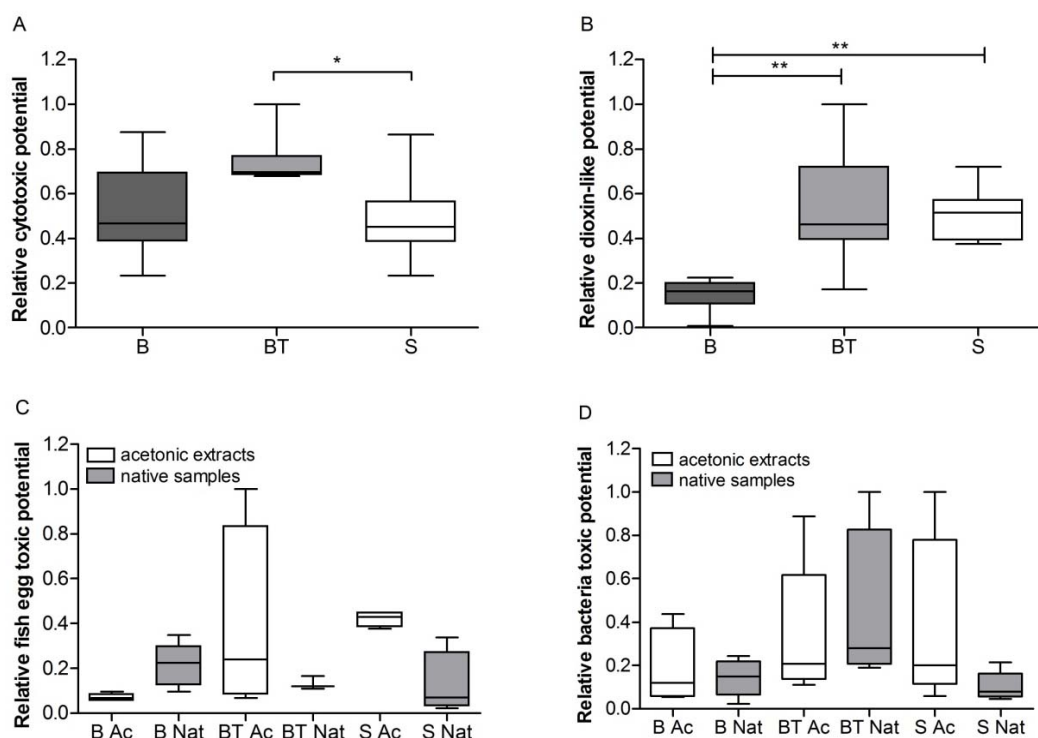 A
Relative cytotoxic potential
1.2
1.0
0.8
0.6
0.4
0.2
0.0
*
B
BT
S
B
Relative dioxin-like potential
1.2
1.0
0.8
0.6
0.4
0.2
0.0
**
**
B
BT
S
C
Relative fish egg toxic potential
1.2
1.0
0.8
0.6
0.4
0.2
0.0
acetonic extracts
native samples
B Ac
B Nat
BT Ac
BT Nat
S Ac
S Nat
D
Relative bacteria toxic potential
1.2
1.0
0.8
0.6
0.4
0.2
0.0
acetonic extracts
native samples
B Ac
B Nat
BT Ac
BT Nat
S Ac
S Nat